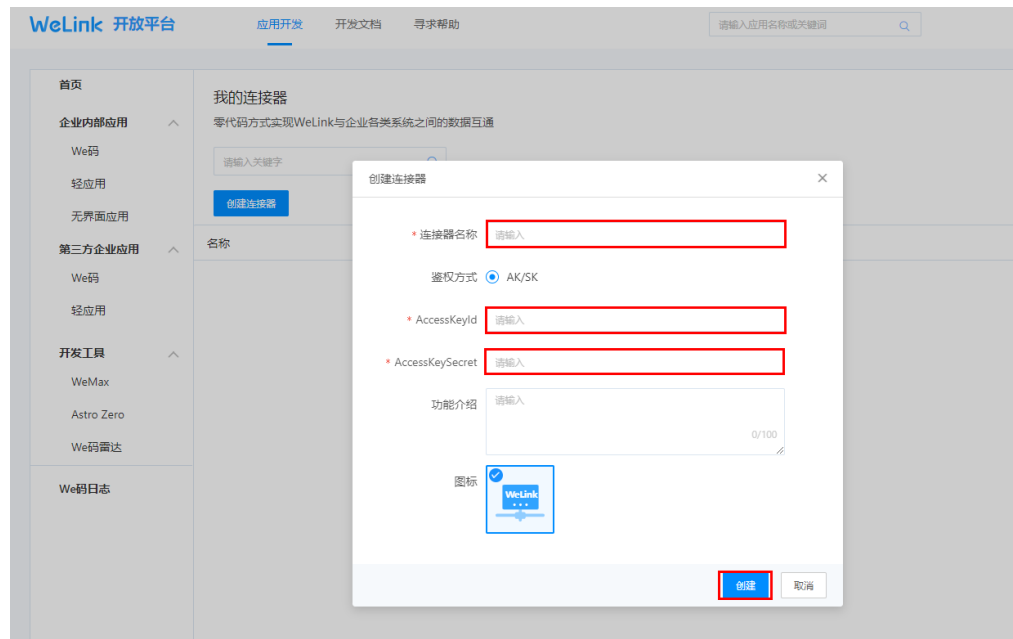 WeLink 开放平台
应用开发
开发文档
寻求帮助
请输入应用名称或关键词
首页
企业内部应用
We码
轻应用
无界面应用
第三方企业应用
We码
轻应用
开发工具
WeMax
Astro Zero
We码雷达
We码日志
我的连接器
零代码方式实现WeLink与企业各类系统之间的数据互通
请输入关键字
创建连接器
名称
创建连接器
* 连接器名称 请输入
鉴权方式 AK/SK
* AccessKeyId 请输入
* AccessKeySecret 请输入
功能介绍 请输入
0/100
图标
WeLink
创建 取消